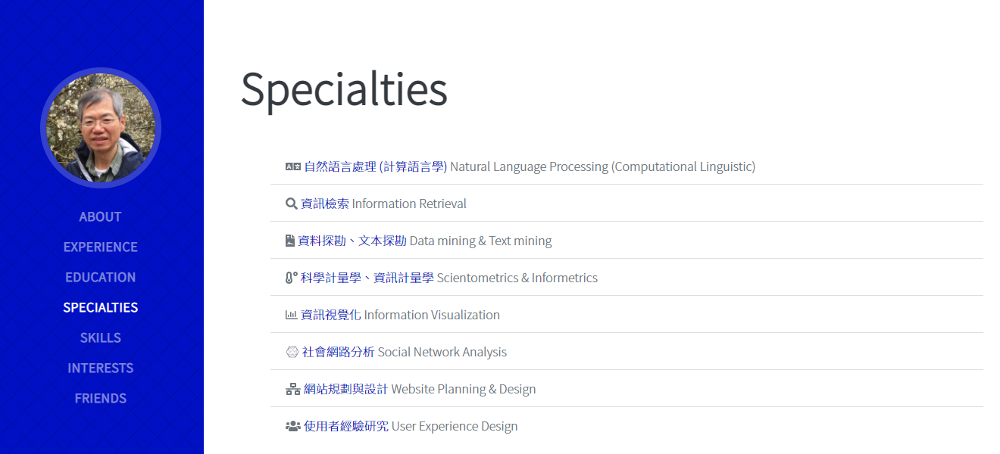 ABOUT
EXPERIENCE
EDUCATION
SPECIALTIES
SKILLS
INTERESTS
FRIENDS
Specialties
自然語言處理 (計算語言學) Natural Language Processing (Computational Linguistic)
資訊檢索 Information Retrieval
資料探勘、文本探勘 Data mining & Text mining
科學計量學、資訊計量學 Scientometrics & Informetrics
資訊視覺化 Information Visualization
社會網路分析 Social Network Analysis
網站規劃與設計 Website Planning & Design
使用者經驗研究 User Experience Design